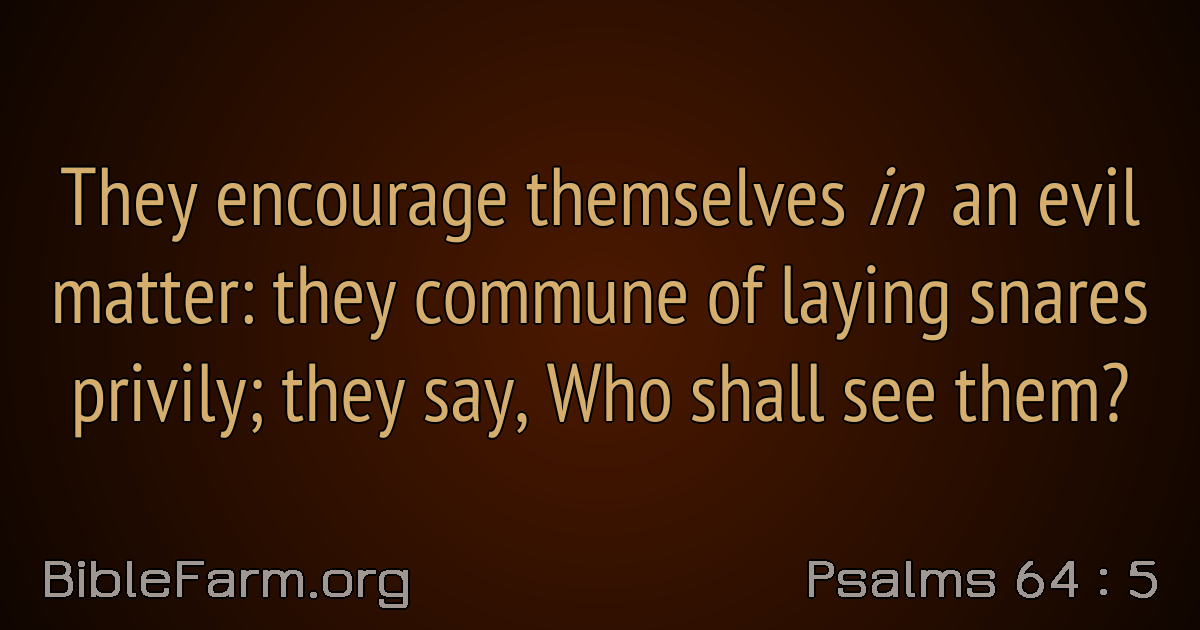 They encourage themselves in an evil
matter: they commune of laying snares
privily; they say, Who shall see them?
BibleFarm.org
Psalms 64 : 5